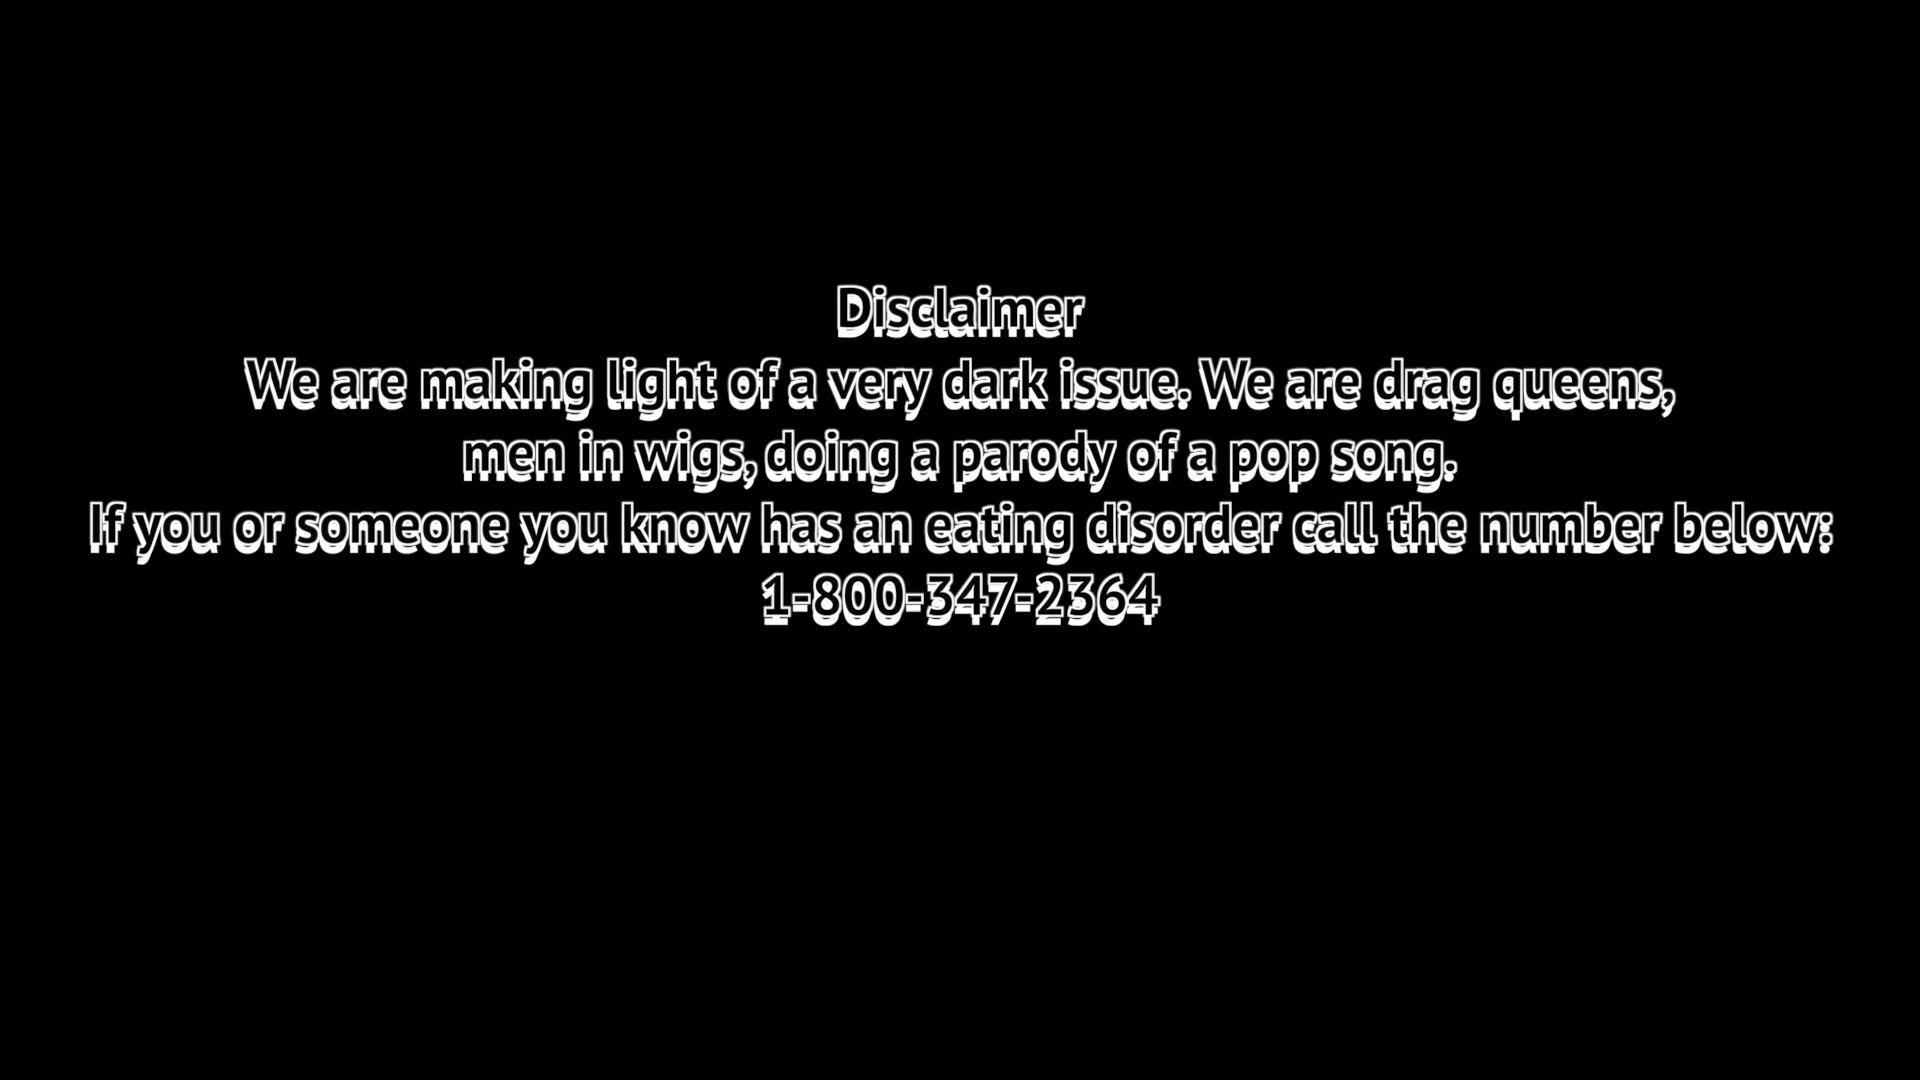 Disclaimer
We are making light of a very dark issue. We are drag queens,
men in wigs, doing a parody of a pop song.
If you or someone you know has an eating disorder call the number below:
1-800-347-2364